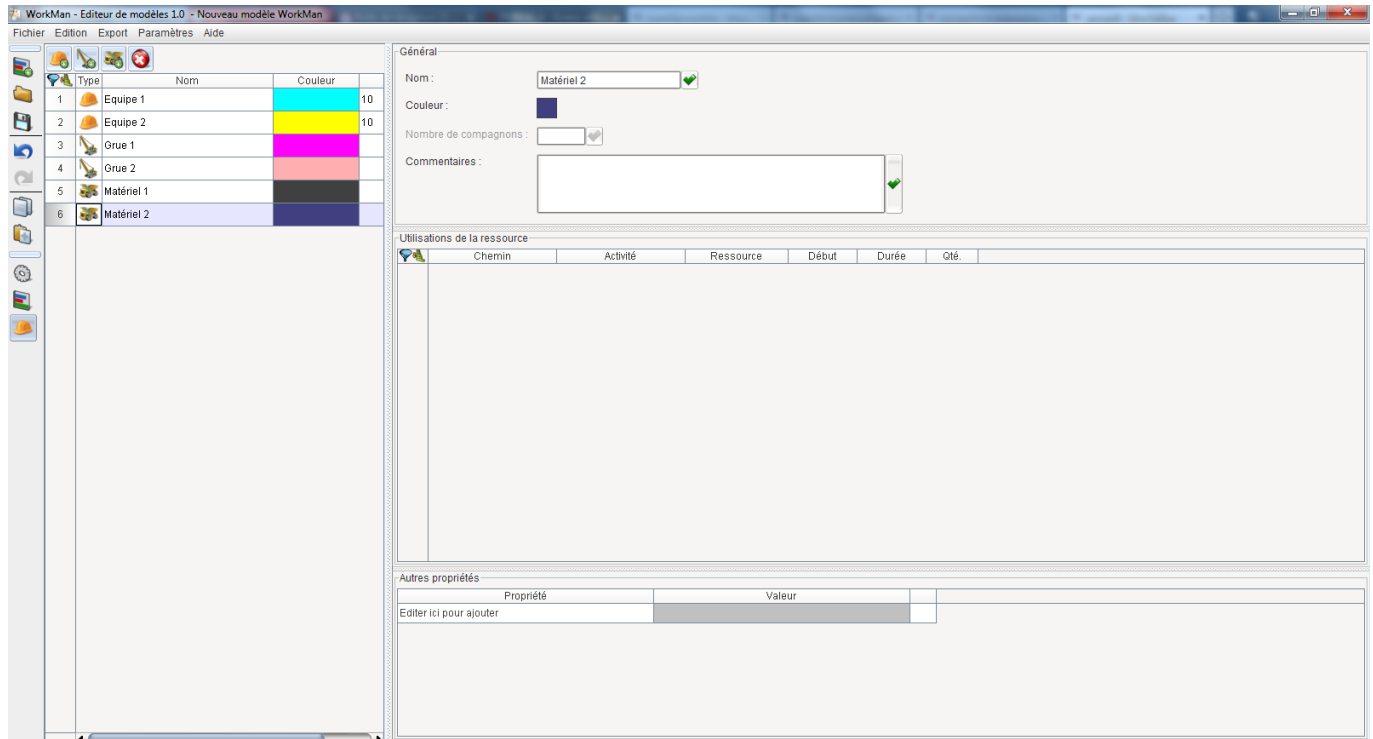 WorkMan - Editeur de modèles 1.0 - Nouveau modèle WorkMan
Fichier Edition Export Paramètres Aide
Type Nom Couleur
1 Equipe 1 10
2 Equipe 2 10
3 Grue 1
4 Grue 2
5 Matériel 1
6 Matériel 2
Général
Nom : Matériel 2
Couleur :
Nombre de compagnons :
Commentaires :
Utilisations de la ressource
Chemin Activité Ressource Début Durée Qté.
Autres propriétés
Propriété Valeur
Editer ici pour ajouter